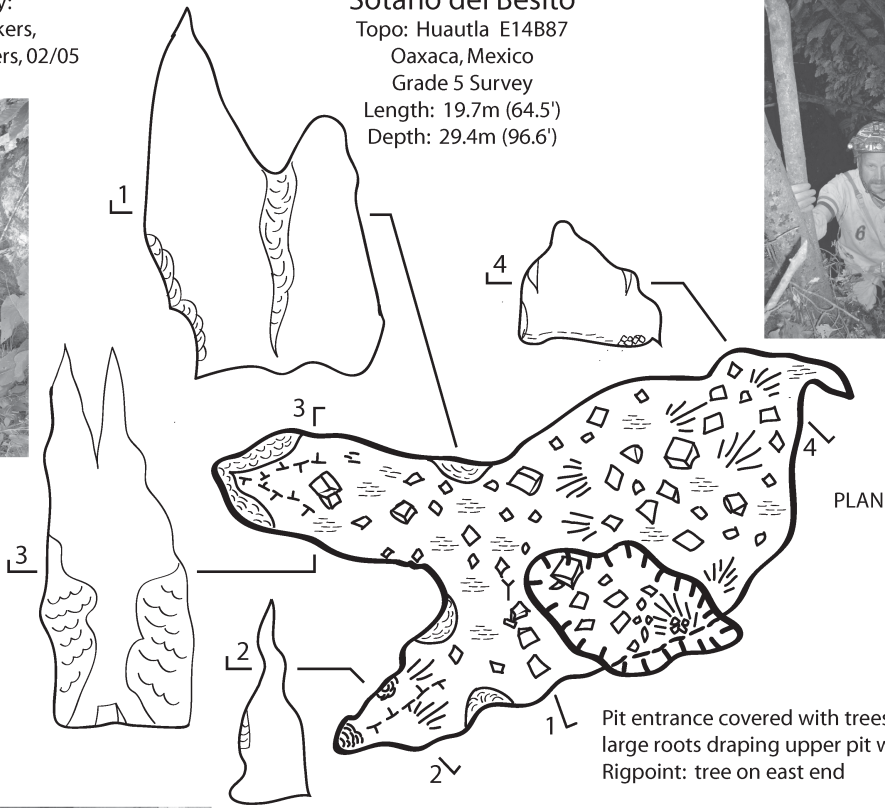 Sotano del Besito
Topo: Huautla E14B87
Oaxaca, Mexico
Grade 5 Survey
Length: 19.7m (64.5')
Depth: 29.4m (96.6')
02/05
1
4
3
4
PLAN
3
2
1
2
Pit entrance covered with trees
large roots draping upper pit
Rigpoint: tree on east end
6